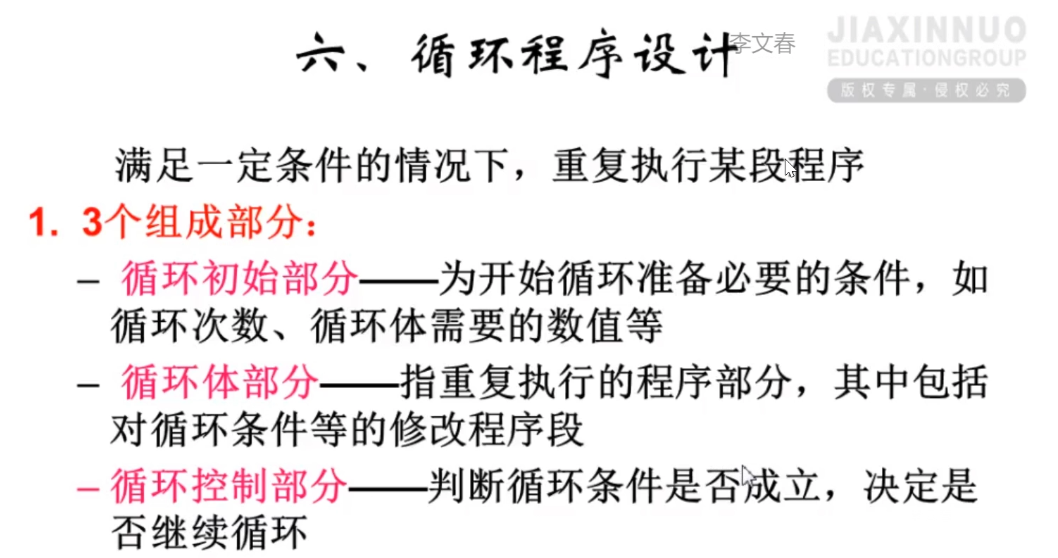 六、循环程序设计
李文春
JIAXINNUO
EDUCATIONGROUP
版权专属·侵权必究
满足一定条件的情况下，重复执行某段程序
1. 3个组成部分：
– 循环初始部分——为开始循环准备必要的条件，如
循环次数、循环体需要的数值等
– 循环体部分——指重复执行的程序部分，其中包括
对循环条件等的修改程序段
– 循环控制部分——判断循环条件是否成立，决定是
否继续循环